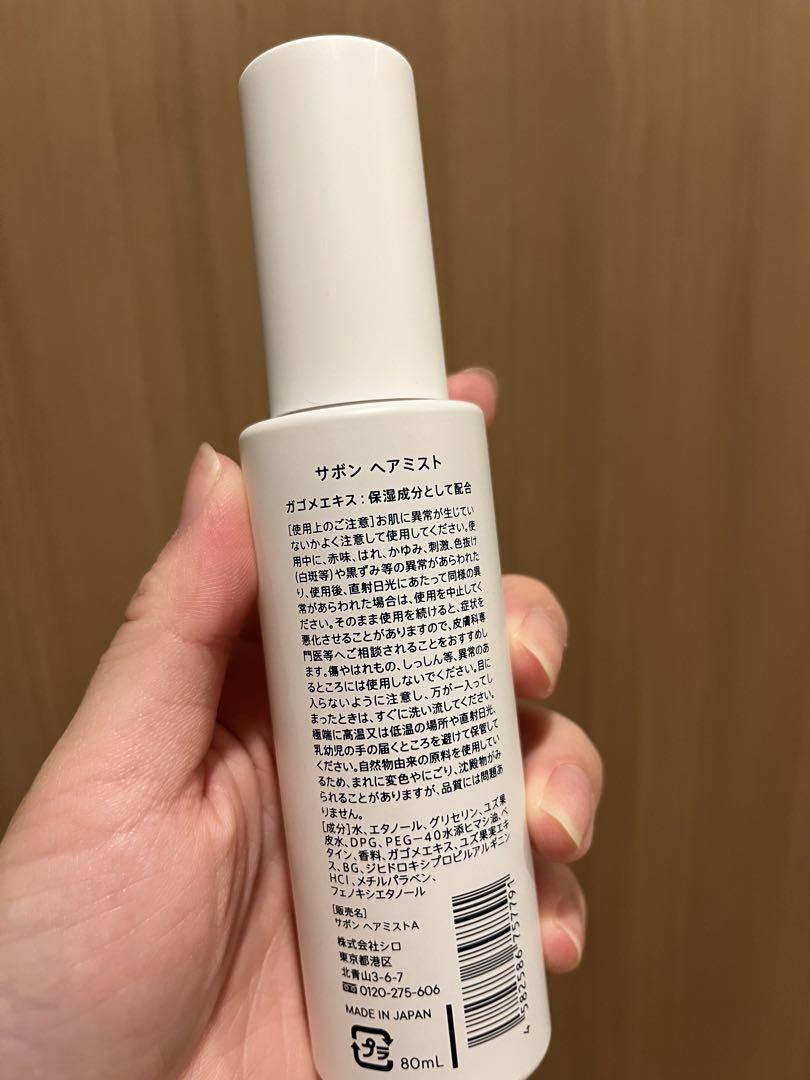 サボン ヘアミスト
ガゴメエキス：保湿成分として配合
[使用上のご注意]お肌に異常が生じてい
ないかよく注意して使用してください。使
用中に、赤味、はれ、かゆみ、刺激、色抜け
(白斑等)や黒ずみ等の異常があらわれた
り、使用後、直射日光にあたって同様の異
常があらわれた場合は、使用を中止してく
ださい。そのまま使用を続けると、症状を
悪化させることがありますので、皮膚科専
門医等へご相談されることをおすすめし
ます。傷やはれもの、しっしん等、異常のあ
るところには使用しないでください。目に
入らないように注意し、万が一入ってし
まったときは、すぐに洗い流してください。
極端に高温又は低温の場所や直射日光、
乳幼児の手の届くところを避けて保管して
ください。自然物由来の原料を使用してい
るため、まれに変色やにごり、沈殿物がみ
られることがありますが、品質には問題あ
りません。
[成分]水、エタノール、グリセリン、ユズ果
皮水、DPG、PEG－40水添ヒマシ油、ベ
タイン、香料、ガゴメエキス、ユズ果実エキ
ス、BG、ジヒドロキシプロピルアルギニン
HCl、メチルパラベン、
フェノキシエタノール
[販売名]
サボン ヘアミストA
株式会社シロ
東京都港区
北青山3-6-7
0120-275-606
MADE IN JAPAN
プラ
80mL
4 582586 757791